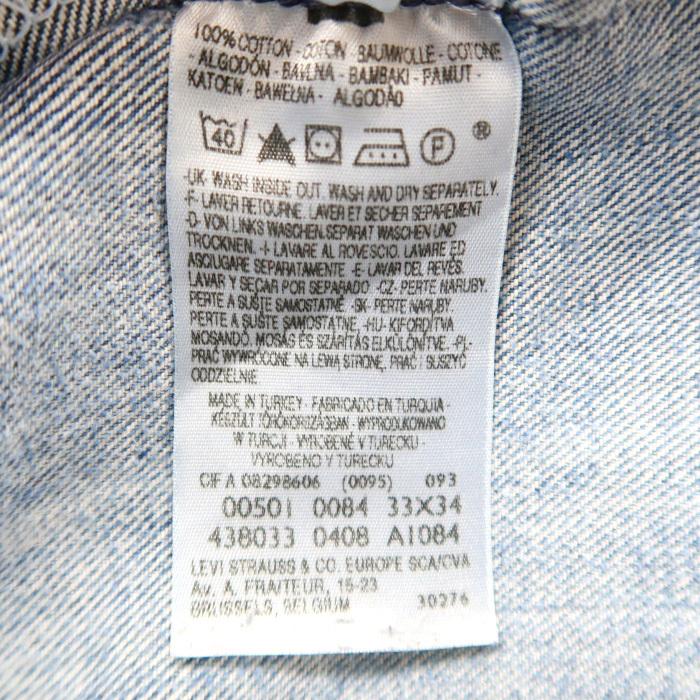 100% COTTON - COTON - BAUMWOLLE - COTONE
- ALGODÓN - BAVLNA - BAMBAKI - PAMUT -
KATOEN - BAWEŁNA - ALGODÃO
40 P ®
-UK- WASH INSIDE OUT. WASH AND DRY SEPARATELY.
-F- LAVER RETOURNE. LAVER ET SECHER SEPAREMENT
-D- VON LINKS WASCHEN.SEPARAT WASCHEN UND
TROCKNEN. -I- LAVARE AL ROVESCIO. LAVARE ED
ASCIUGARE SEPARATAMENTE -E- LAVAR DEL REVÉS.
LAVAR Y SECAR POR SEPARADO -CZ- PERTE NARUBY.
PERTE A SUŠTE SAMOSTATNĚ. -SK- PERTE NARUBY.
PERTE A SUŠTE SAMOSTATNE, -HU- KIFORDÍTVA
MOSANDÓ. MOSÁS ÉS SZÁRÍTÁS ELKÜLÖNÍTVE. -PL-
PRAĆ WYWRÓCONE NA LEWĄ STRONĘ. PRAĆ I SUSZYĆ
ODDZIELNIE
MADE IN TURKEY - FABRICADO EN TURQUIA -
KÉSZÜLT TÖRÖKORSZÁGBAN - WYPRODUKOWANO
W TURCJI - VYROBENÉ V TURECKU -
VYROBENO V TURECKU
CIF A 08298606 (0095) 093
00501 0084 33X34
438033 0408 A1084
LEVI STRAUSS & CO. EUROPE SCA/CVA
Av. A. FRAITEUR, 15-23
BRUSSELS, BELGIUM 30276